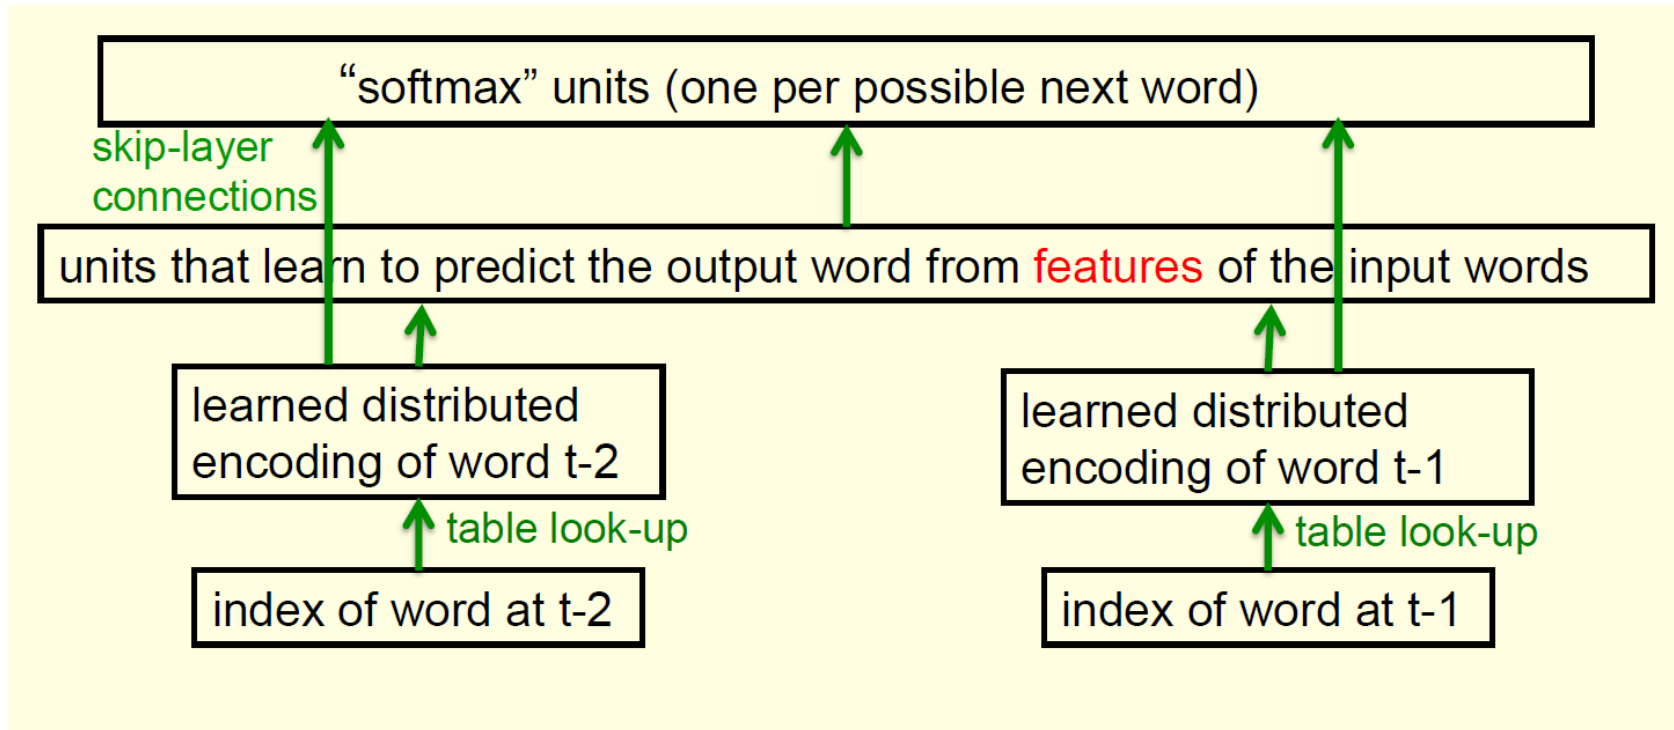 “softmax” units (one per possible next word)
skip-layer
connections
units that learn to predict the output word from features of the input words
learned distributed
encoding of word t-2
learned distributed
encoding of word t-1
table look-up
table look-up
index of word at t-2
index of word at t-1